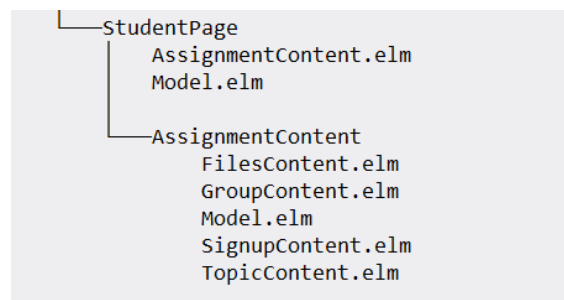 StudentPage
AssignmentContent.elm
Model.elm
AssignmentContent
FilesContent.elm
GroupContent.elm
Model.elm
SignupContent.elm
TopicContent.elm